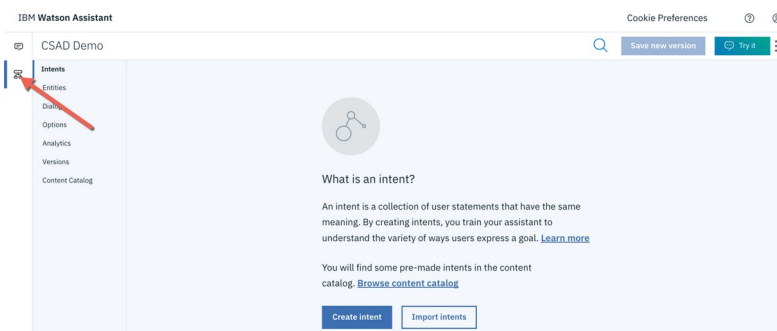 IBM Watson Assistant
Cookie Preferences
CSAD Demo
Save new version
Try it
Intents
Entities
Dialog
Options
Analytics
Versions
Content Catalog
What is an intent?
An intent is a collection of user statements that have the same
meaning. By creating intents, you train your assistant to
understand the variety of ways users express a goal. Learn more
You will find some pre-made intents in the content
catalog. Browse content catalog
Create intent
Import intents